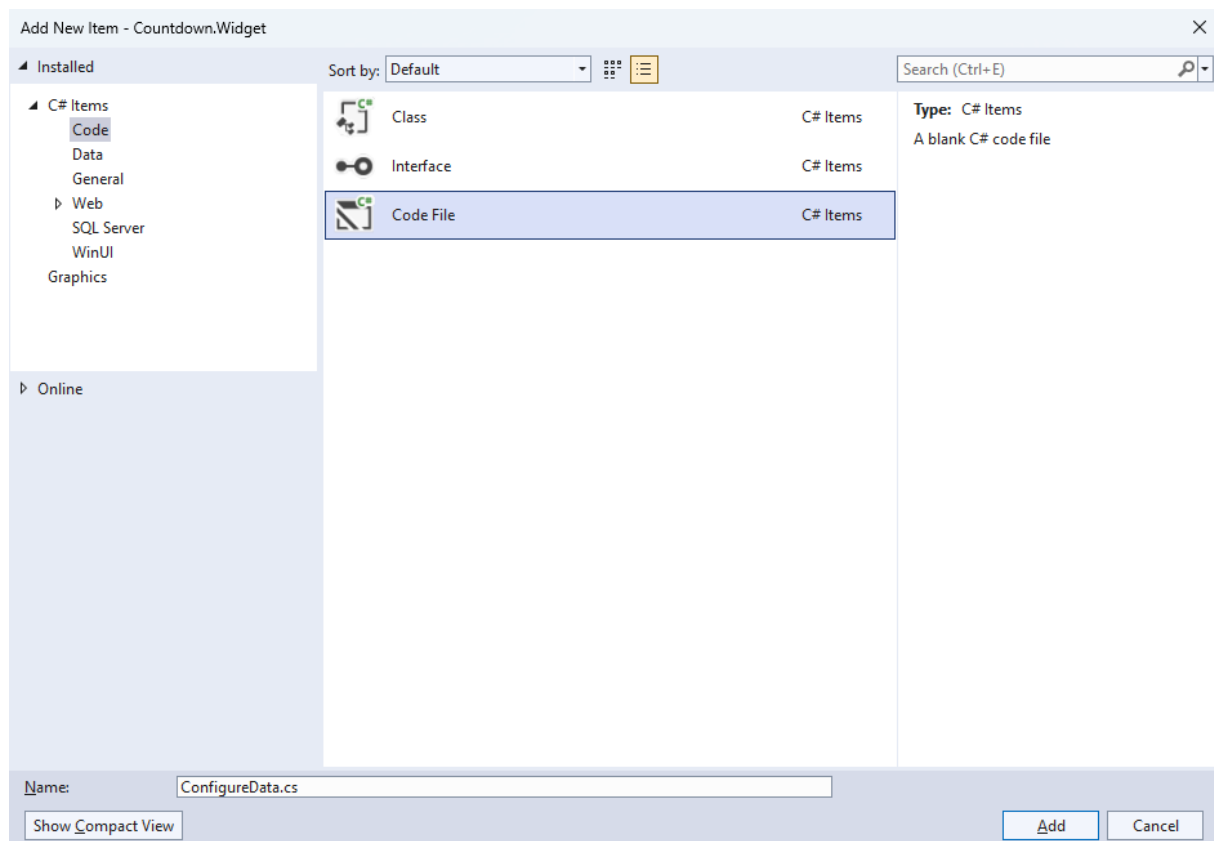 Add New Item - Countdown.Widget
Installed
Sort by: Default
Search (Ctrl+E)
C# Items
Code
Data
General
Web
SQL Server
WinUI
Graphics
Online
Class C# Items
Interface C# Items
Code File C# Items
Type: C# Items
A blank C# code file
Name: ConfigureData.cs
Show Compact View
Add
Cancel